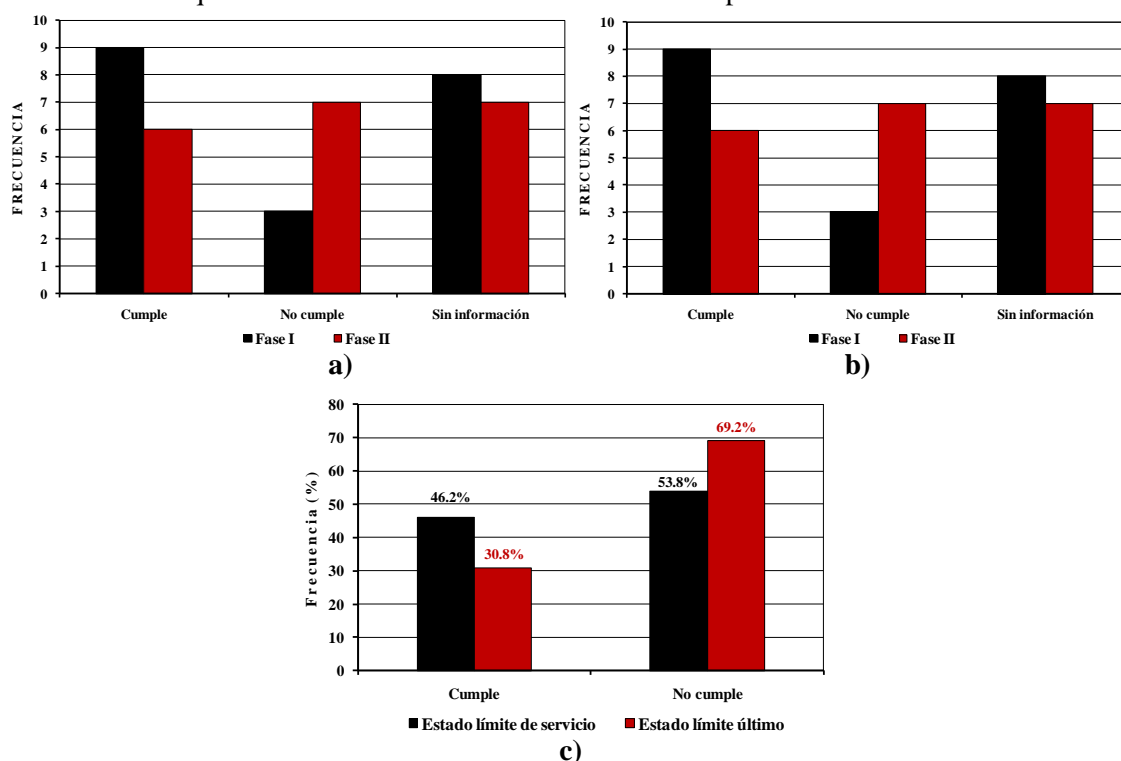 10
9
8
7
6
5
4
3
2
1
0
FRECUENCIA
Cumple
No cumple
Sin información
Fase I
Fase II
a)
10
9
8
7
6
5
4
3
2
1
0
FRECUENCIA
Cumple
No cumple
Sin información
Fase I
Fase II
b)
80
70
60
50
40
30
20
10
0
Frecuencia (%)
46.2%
30.8%
53.8%
69.2%
Cumple
No cumple
Estado límite de servicio
Estado límite último
c)